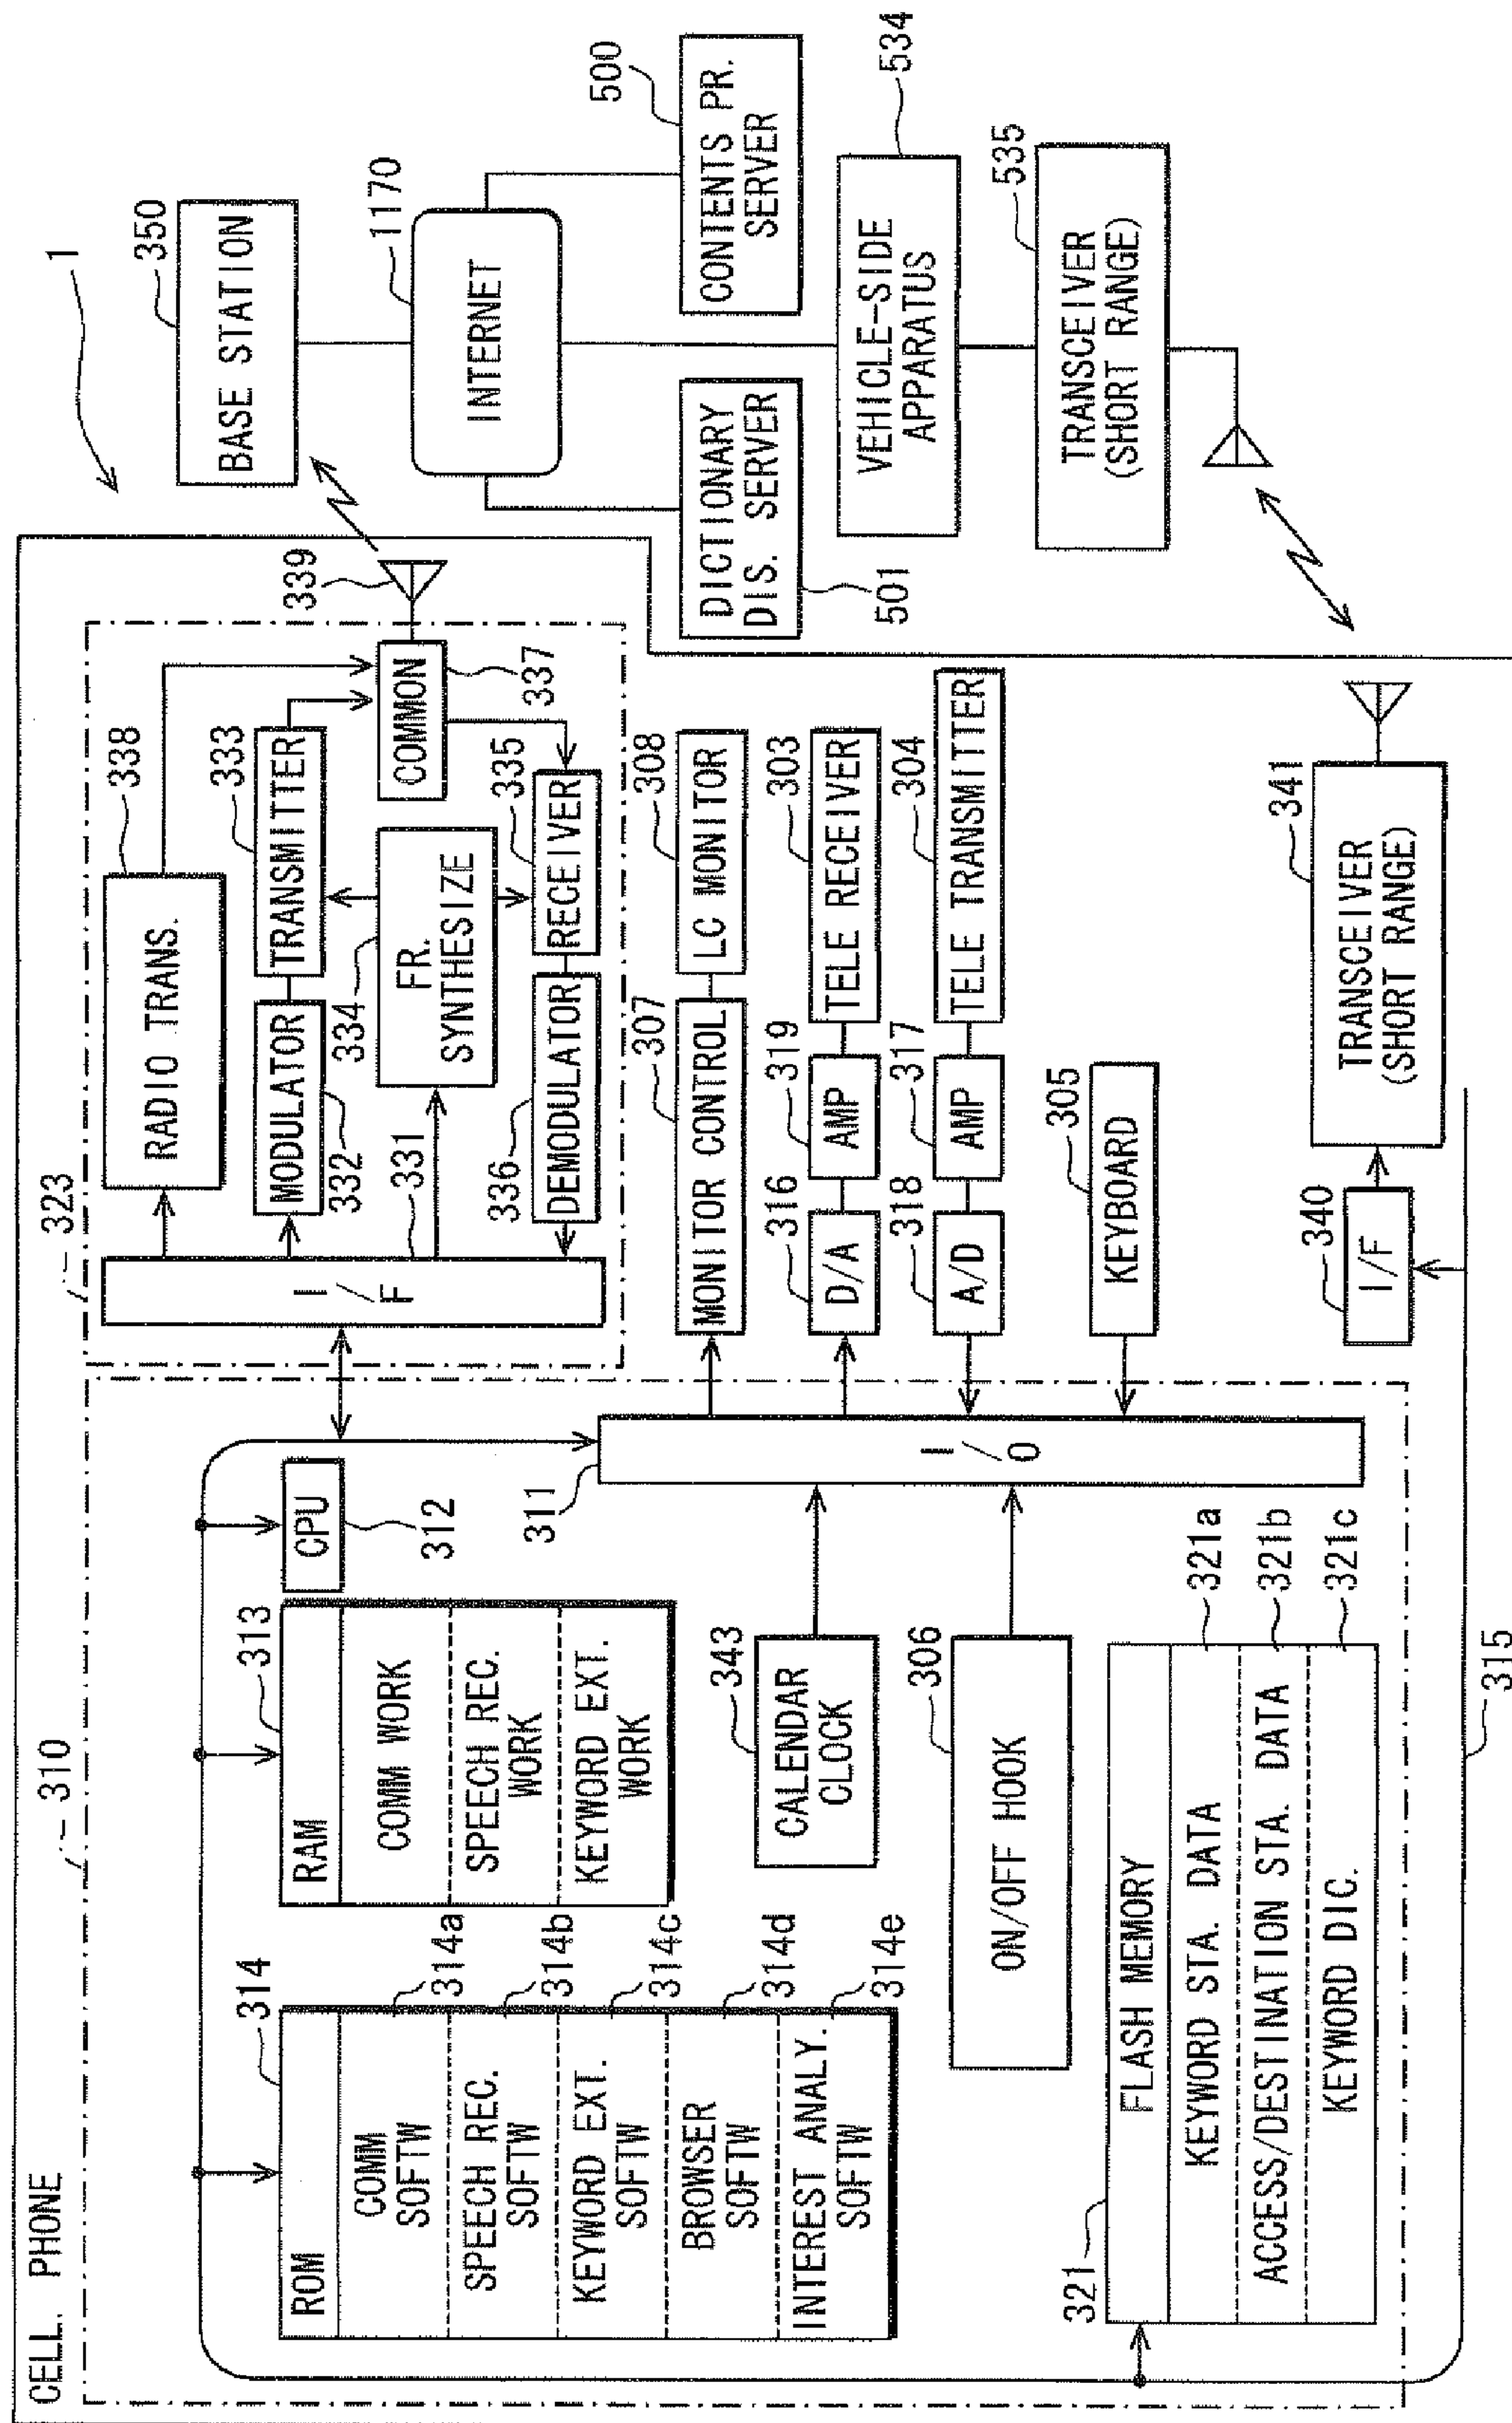 CELL. PHONE
310
323
1
314
ROM
COMM
SOFTW
314a
SPEECH REC.
SOFTW
314b
KEYWORD EXT.
SOFTW
314c
BROWSER
SOFTW
314d
INTEREST ANALY.
SOFTW
314e
313
RAM
COMM WORK
SPEECH REC.
WORK
KEYWORD EXT.
WORK
CPU
312
311
I/O
343
CALENDAR
CLOCK
306
ON/OFF HOOK
321
FLASH MEMORY
KEYWORD STA. DATA
321a
ACCESS/DESTINATION STA. DATA
321b
KEYWORD DIC.
321c
315
I/F
331
338
RADIO TRANS.
MODULATOR
332
333
TRANSMITTER
334
FR.
SYNTHESIZE
336
DEMODULATOR
335
RECEIVER
COMMON
337
339
307
MONITOR CONTROL
308
LC MONITOR
316
D/A
319
AMP
303
TELE RECEIVER
318
A/D
317
AMP
304
TELE TRANSMITTER
305
KEYBOARD
340
I/F
341
TRANSCEIVER
(SHORT RANGE)
350
BASE STATION
1170
INTERNET
DICTIONARY
DIS. SERVER
501
500
CONTENTS PR.
SERVER
534
VEHICLE-SIDE
APPARATUS
535
TRANSCEIVER
(SHORT RANGE)